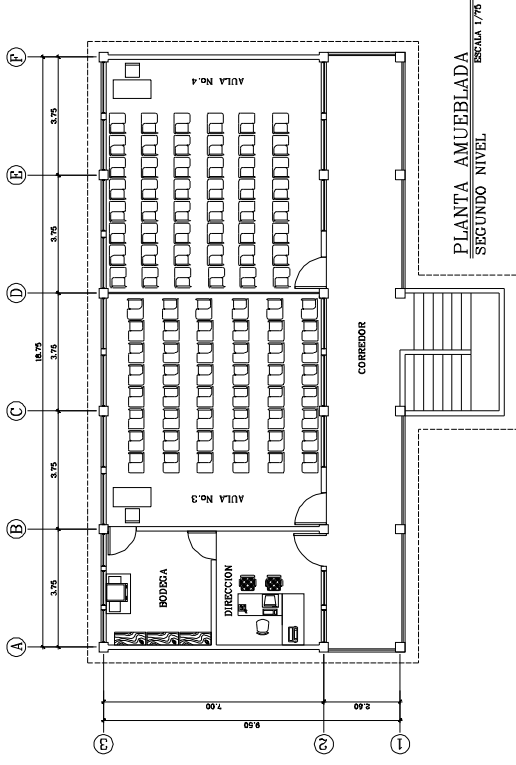 F
E
D
C
B
A
3.75
3.75
3.75
3.75
3.75
18.75
3
2
1
7.00
2.50
9.50
AULA No.4
AULA No.3
BODEGA
DIRECCION
CORREDOR
PLANTA AMUEBLADA
SEGUNDO NIVEL
ESCALA 1/75